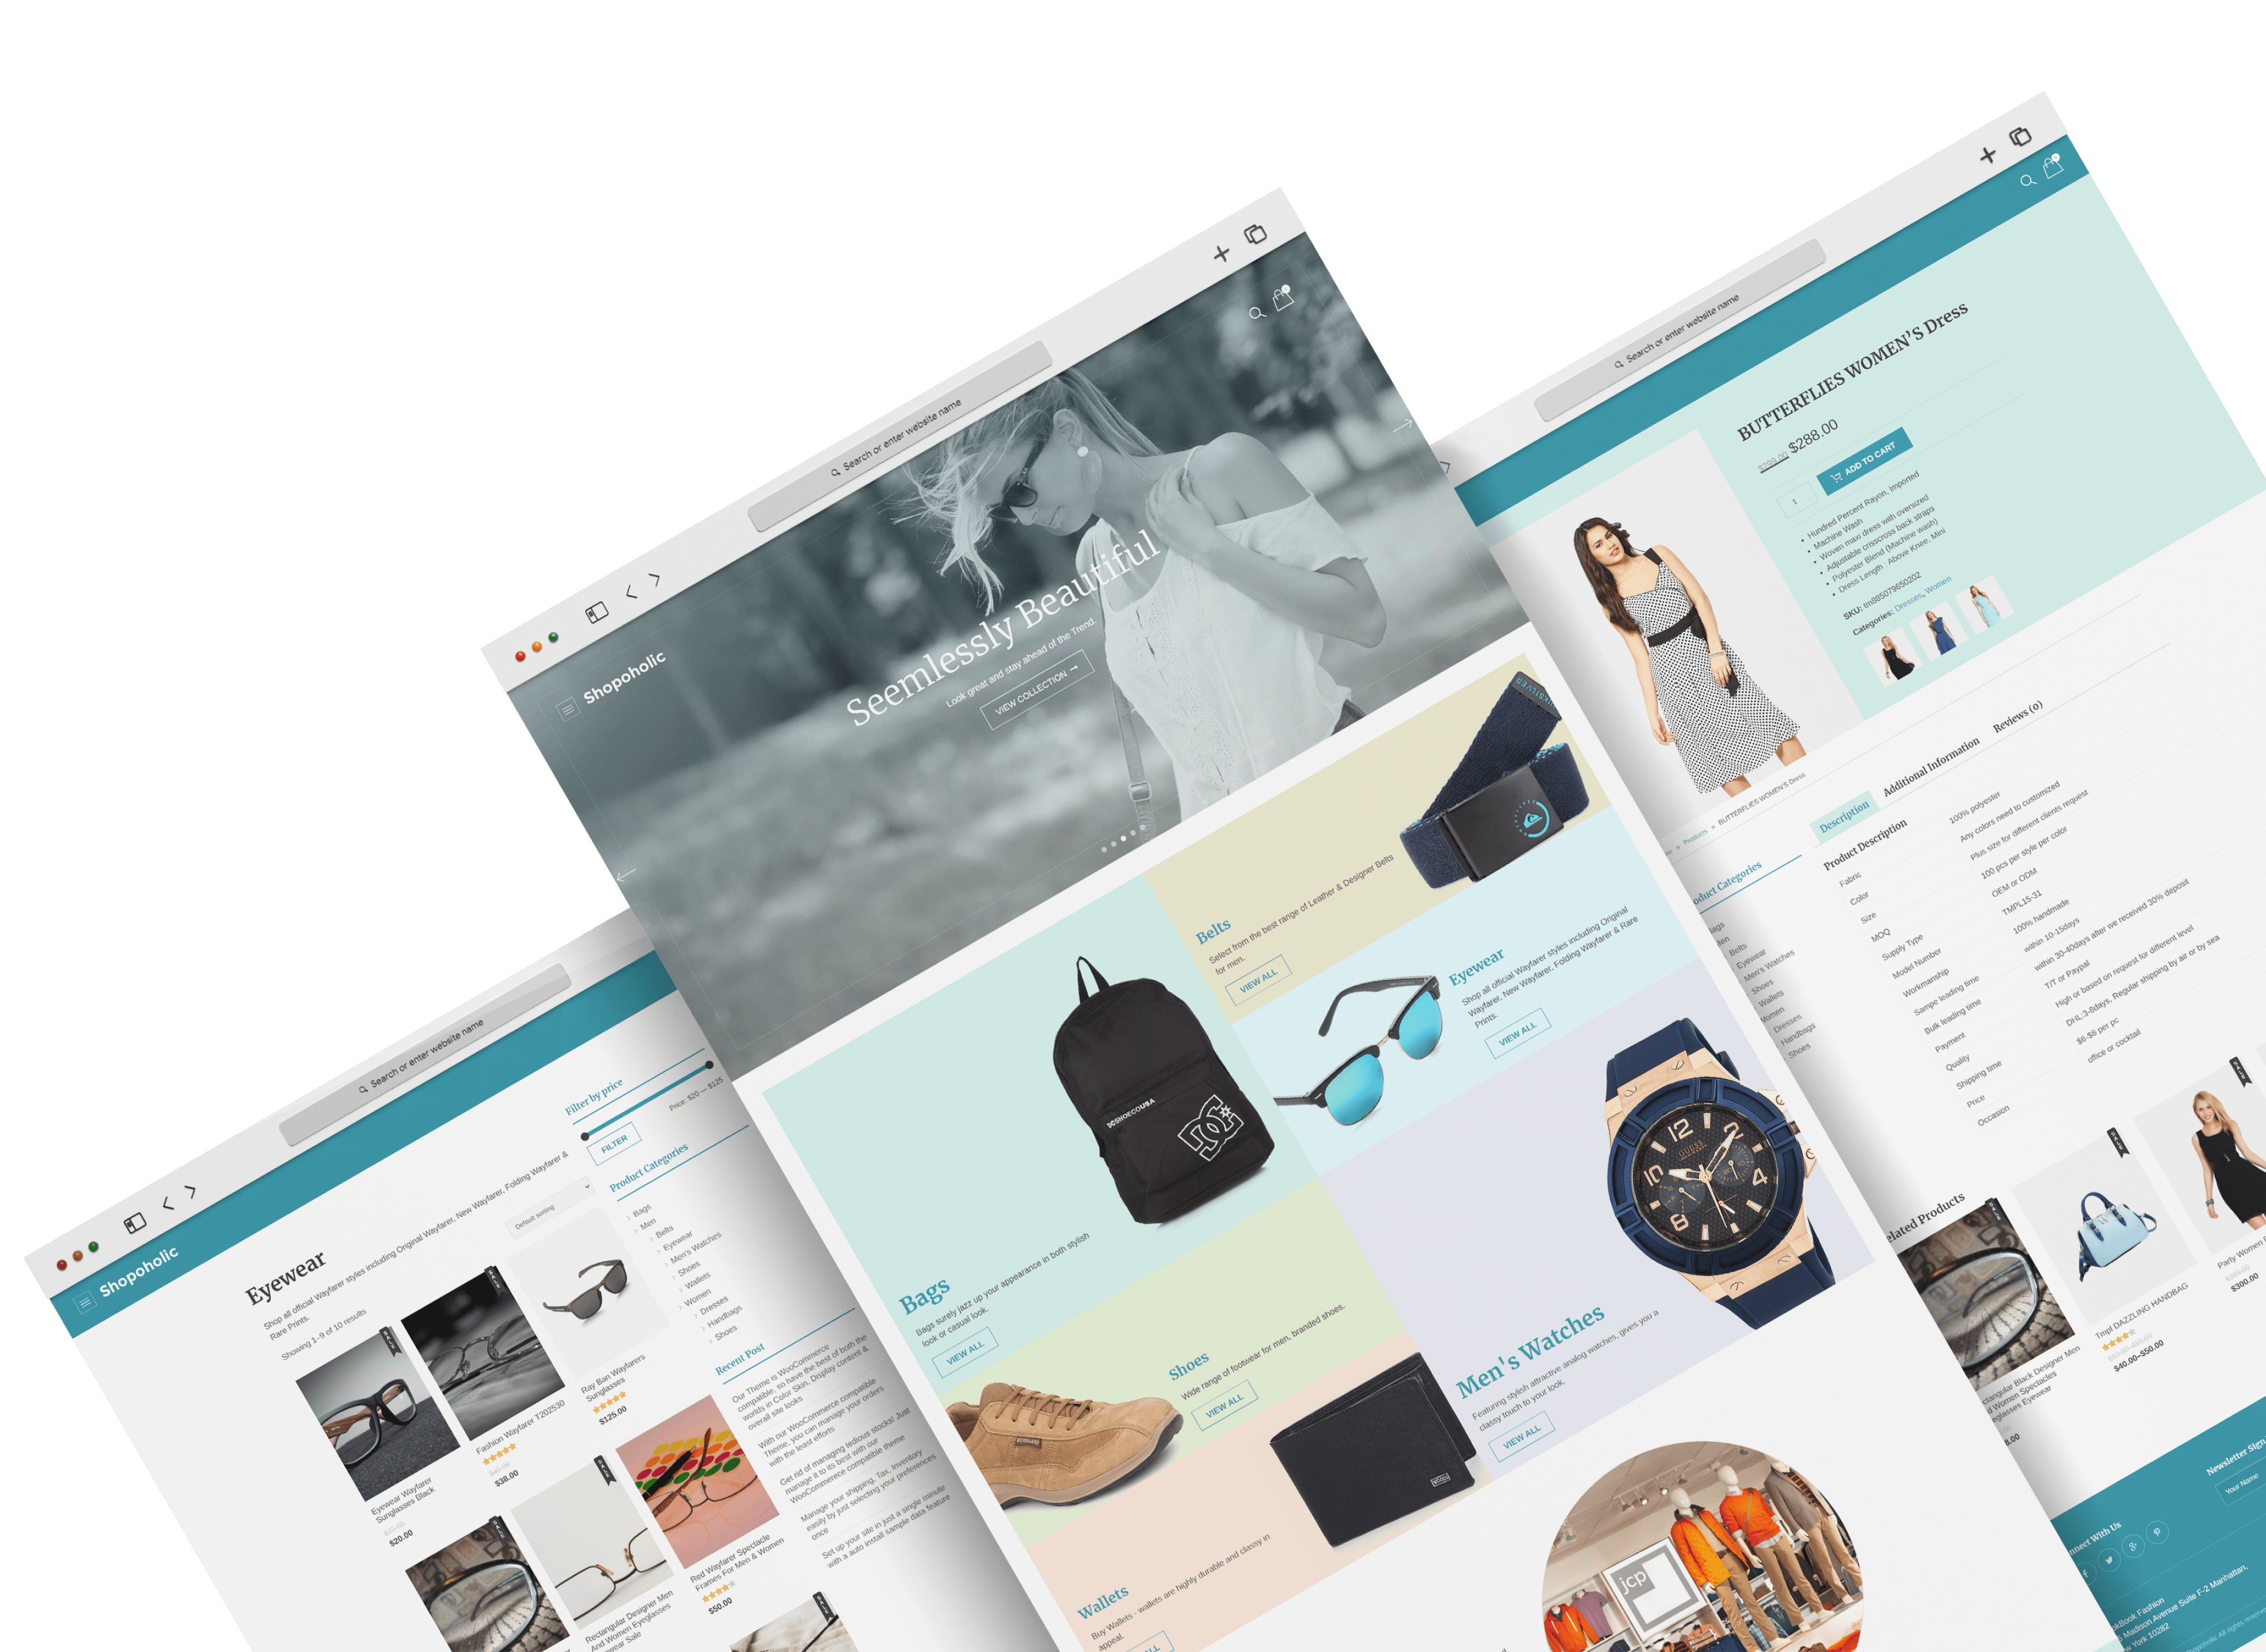 Search or enter website name
Shopoholic
Eyewear
Shop all official Wayfarer styles including Original Wayfarer, New Wayfarer, Folding Wayfarer &
Rare Prints.
Showing 1–9 of 10 results
Default sorting
Eyewear Wayfarer
Sunglasses Black
$20.00
Fashion Wayfarer T202530
$38.00
Ray Ban Wayfarers
Sunglasses
$125.00
Rectangular Designer Men
And Women Eyeglasses
Red Wayfarer Spectacle
Frames For Men & Women
$50.00
Filter by price
Price: $20 — $125
FILTER
Product Categories
Bags
Men
Belts
Eyewear
Men's Watches
Shoes
Wallets
Women
Dresses
Handbags
Shoes
Recent Post
Our Theme is WooCommerce
compatible, so have the best of both the
worlds in Color Skin, Display content &
overall site looks
With our WooCommerce compatible
Theme, you can manage your orders
with the least efforts
Get rid of managing tedious stocks! Just
manage it to its best with our
WooCommerece compatible theme
Manage your shipping, Tax, Inventory
easily by just selecting your preferences
once
Set up your site in just a single minute
with a auto install sample data feature
Search or enter website name
Shopoholic
Seemlessly Beautiful
Look great and stay ahead of the Trend.
VIEW COLLECTION →
Bags
Bags surely jazz up your appearance in both stylish
look or casual look.
VIEW ALL
DCSHOECOUSA
Belts
Select from the best range of Leather & Designer Belts
for men.
VIEW ALL
Eyewear
Shop all official Wayfarer styles including Original
Wayfarer, New Wayfarer, Folding Wayfarer & Rare
Prints.
VIEW ALL
Shoes
Wide range of footwear for men, branded shoes.
VIEW ALL
Men's Watches
Featuring stylish attractive analog watches, gives you a
classy touch to your look.
VIEW ALL
GUESS
12
2
4
6
8
10
Wallets
Buy Wallets - wallets are highly durable and classy in
appeal.
jcp
Search or enter website name
BUTTERFLIES WOMEN'S Dress
$299.00 $288.00
1
ADD TO CART
Hundred Percent Rayon, Imported
Machine Wash
Woven maxi dress with oversized
Adjustable crisscross back straps
Polyester Blend (Machine wash)
Dress Length : Above Knee, Mini
SKU: tm885079650202
Categories: Dresses, Women
» Products » BUTTERFLIES WOMEN'S Dress
Belts
Eyewear
Men's Watches
Shoes
Wallets
Dresses
Handbags
Shoes
Description
Additional Information
Reviews (0)
Product Description
Fabric 100% polyester
Color Any colors need to customized
Size Plus size for different clients request
MOQ 100 pcs per style per color
Supply Type OEM or ODM
Model Number TMPL15-31
Workmanship 100% handmade
Sampe leading time within 10-15days
Bulk leading time within 30-40days after we received 30% deposit
Payment T/T or Paypal
Quality High or based on request for different level
Shipping time DHL:3-8days, Regular shipping by air or by sea
Price $6-$8 per pc
Occasion office or cocktail
Products
Black Designer Men
Spectacles
Eyewear
Tmpl DAZZLING HANDBAG
$40.00–$50.00
Party Women
$300.00
With Us
Fashion
Madison Avenue Suite F-2 Manhattan,
York 10282
Newsletter Sign
Your Name